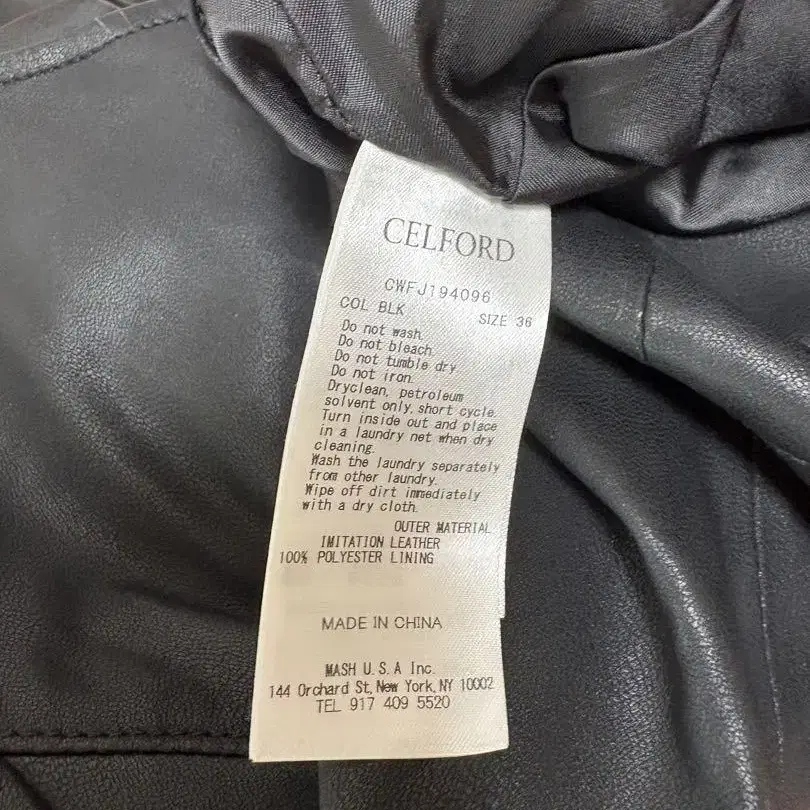 CELFORD
CWFJ194096
COL BLK
SIZE 36
Do not wash.
Do not bleach.
Do not tumble dry.
Do not iron.
Dryclean, petroleum
solvent only, short cycle.
Turn inside out and place
in a laundry net when dry
cleaning.
Wash the laundry separately
from other laundry.
Wipe off dirt immediately
with a dry cloth.
OUTER MATERIAL
IMITATION LEATHER
100% POLYESTER LINING
MADE IN CHINA
MASH U.S.A Inc.
144 Orchard St, New York, NY 10002
TEL 917 409 5520